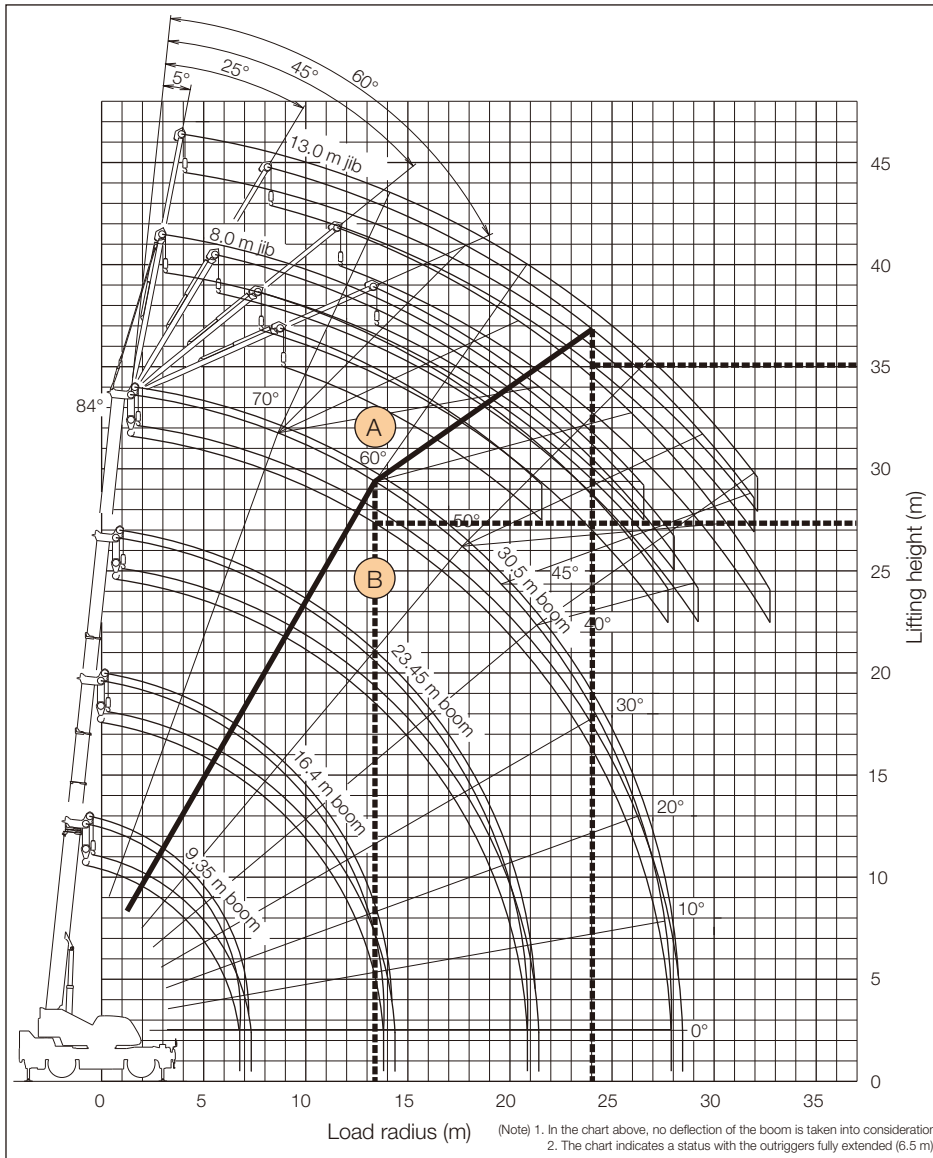 60°
45°
25°
5°
13.0 m jib
45
8.0 m jib
40
35
84°
70°
A
60°
30
50°
B
45°
25
30.5 m boom
40°
23.45 m boom
20
30°
16.4 m boom
15
20°
9.35 m boom
10
10°
5
0°
0
Lifting height (m)
0 5 10 15 20 25 30 35
Load radius (m)
(Note) 1. In the chart above, no deflection of the boom is taken into consideration
2. The chart indicates a status with the outriggers fully extended (6.5 m)